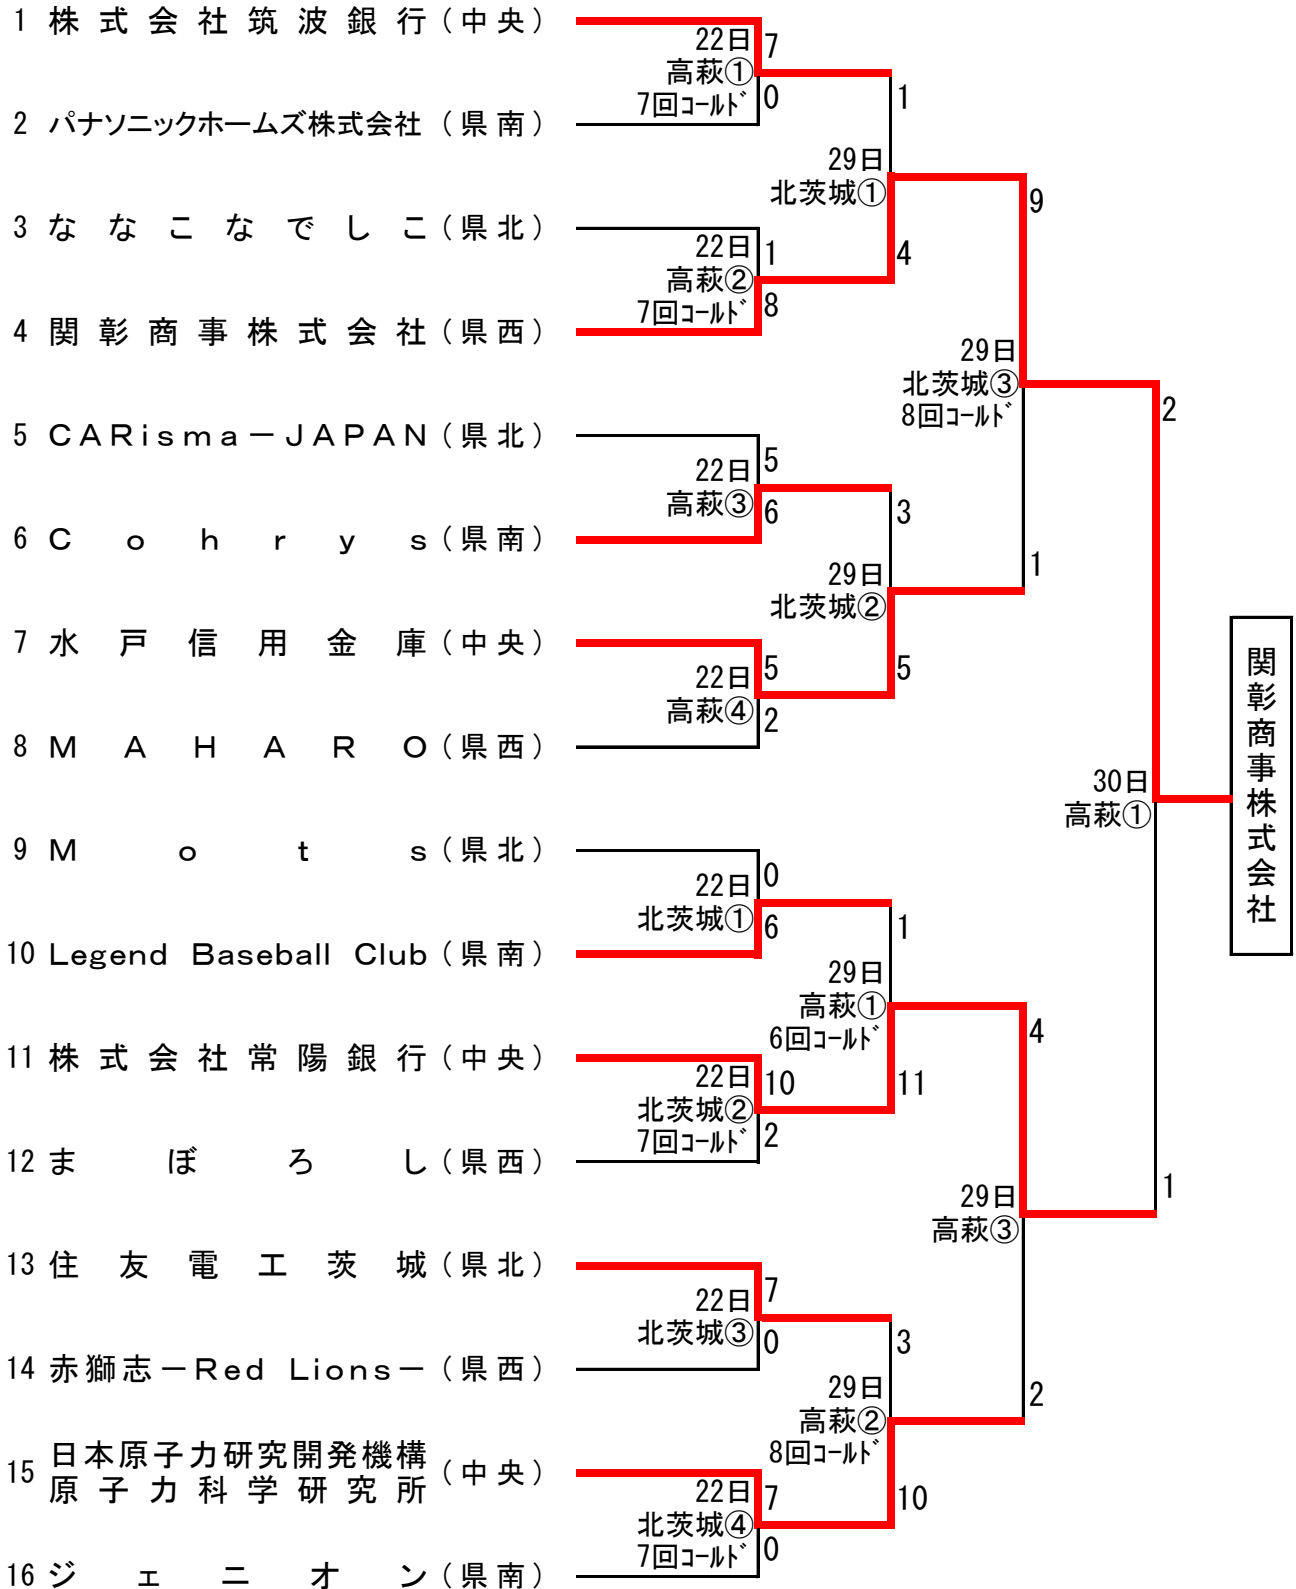 1 株式会社筑波銀行(中央)
2 パナソニックホームズ株式会社(県南)
3 ななこなでしこ(県北)
4 関彰商事株式会社(県西)
5 CARisma－JAPAN(県北)
6 Cohrys(県南)
7 水戸信用金庫(中央)
8 MAHARO(県西)
9 Mots(県北)
10 Legend Baseball Club(県南)
11 株式会社常陽銀行(中央)
12 まぼろし(県西)
13 住友電工茨城(県北)
14 赤獅志－Red Lions－(県西)
15 日本原子力研究開発機構
原子力科学研究所(中央)
16 ジェニオン(県南)
22日
高萩①
7回ｺｰﾙﾄﾞ
7
0
22日
高萩②
7回ｺｰﾙﾄﾞ
1
8
22日
高萩③
5
6
22日
高萩④
5
2
22日
北茨城①
0
6
22日
北茨城②
7回ｺｰﾙﾄﾞ
10
2
22日
北茨城③
7
0
22日
北茨城④
7回ｺｰﾙﾄﾞ
7
0
29日
北茨城①
1
4
29日
北茨城②
3
5
29日
高萩①
6回ｺｰﾙﾄﾞ
1
11
29日
高萩②
8回ｺｰﾙﾄﾞ
3
10
29日
北茨城③
8回ｺｰﾙﾄﾞ
9
1
29日
高萩③
4
2
30日
高萩①
2
1
関彰商事株式会社